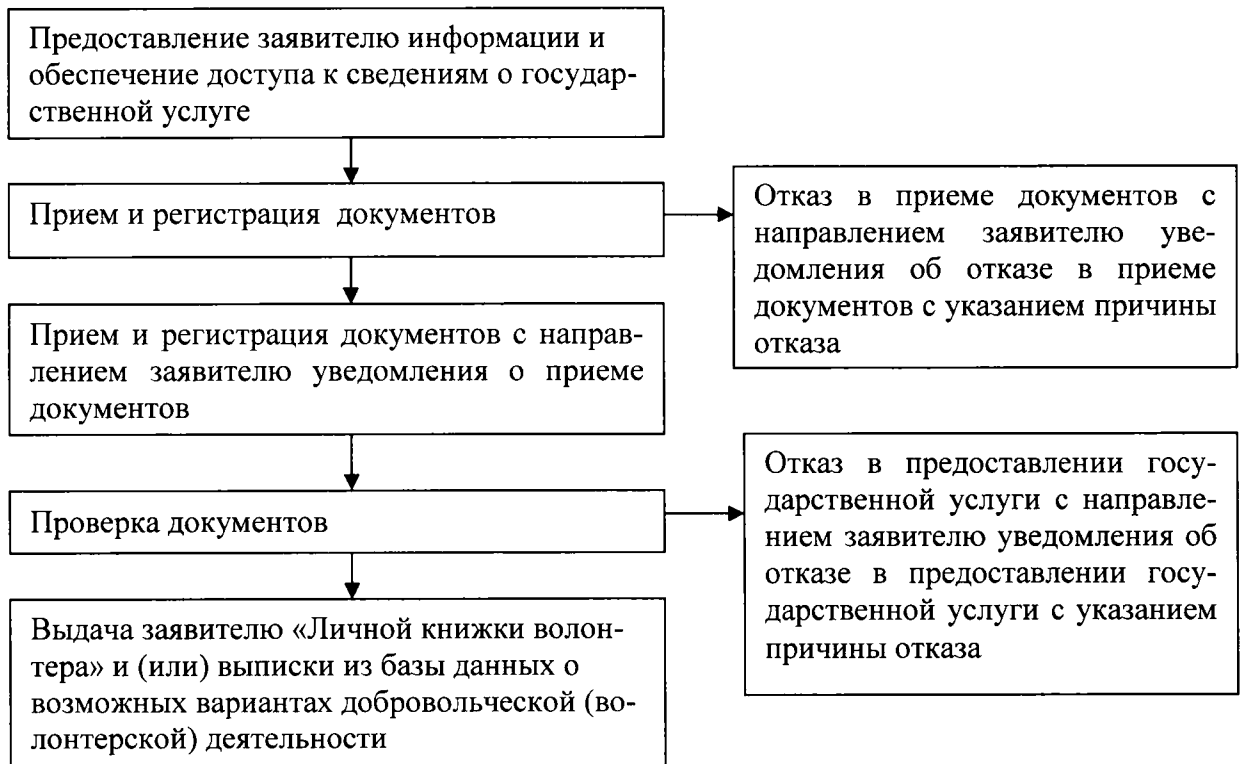 Предоставление заявителю информации и
обеспечение доступа к сведениям о государ-
ственной услуге
Прием и регистрация документов
Отказ в приеме документов с
направлением заявителю уве-
домления об отказе в приеме
документов с указанием причины
отказа
Прием и регистрация документов с направ-
лением заявителю уведомления о приеме
документов
Проверка документов
Отказ в предоставлении госу-
дарственной услуги с направле-
нием заявителю уведомления об
отказе в предоставлении госу-
дарственной услуги с указанием
причины отказа
Выдача заявителю «Личной книжки волон-
тера» и (или) выписки из базы данных о
возможных вариантах добровольческой (во-
лонтерской) деятельности